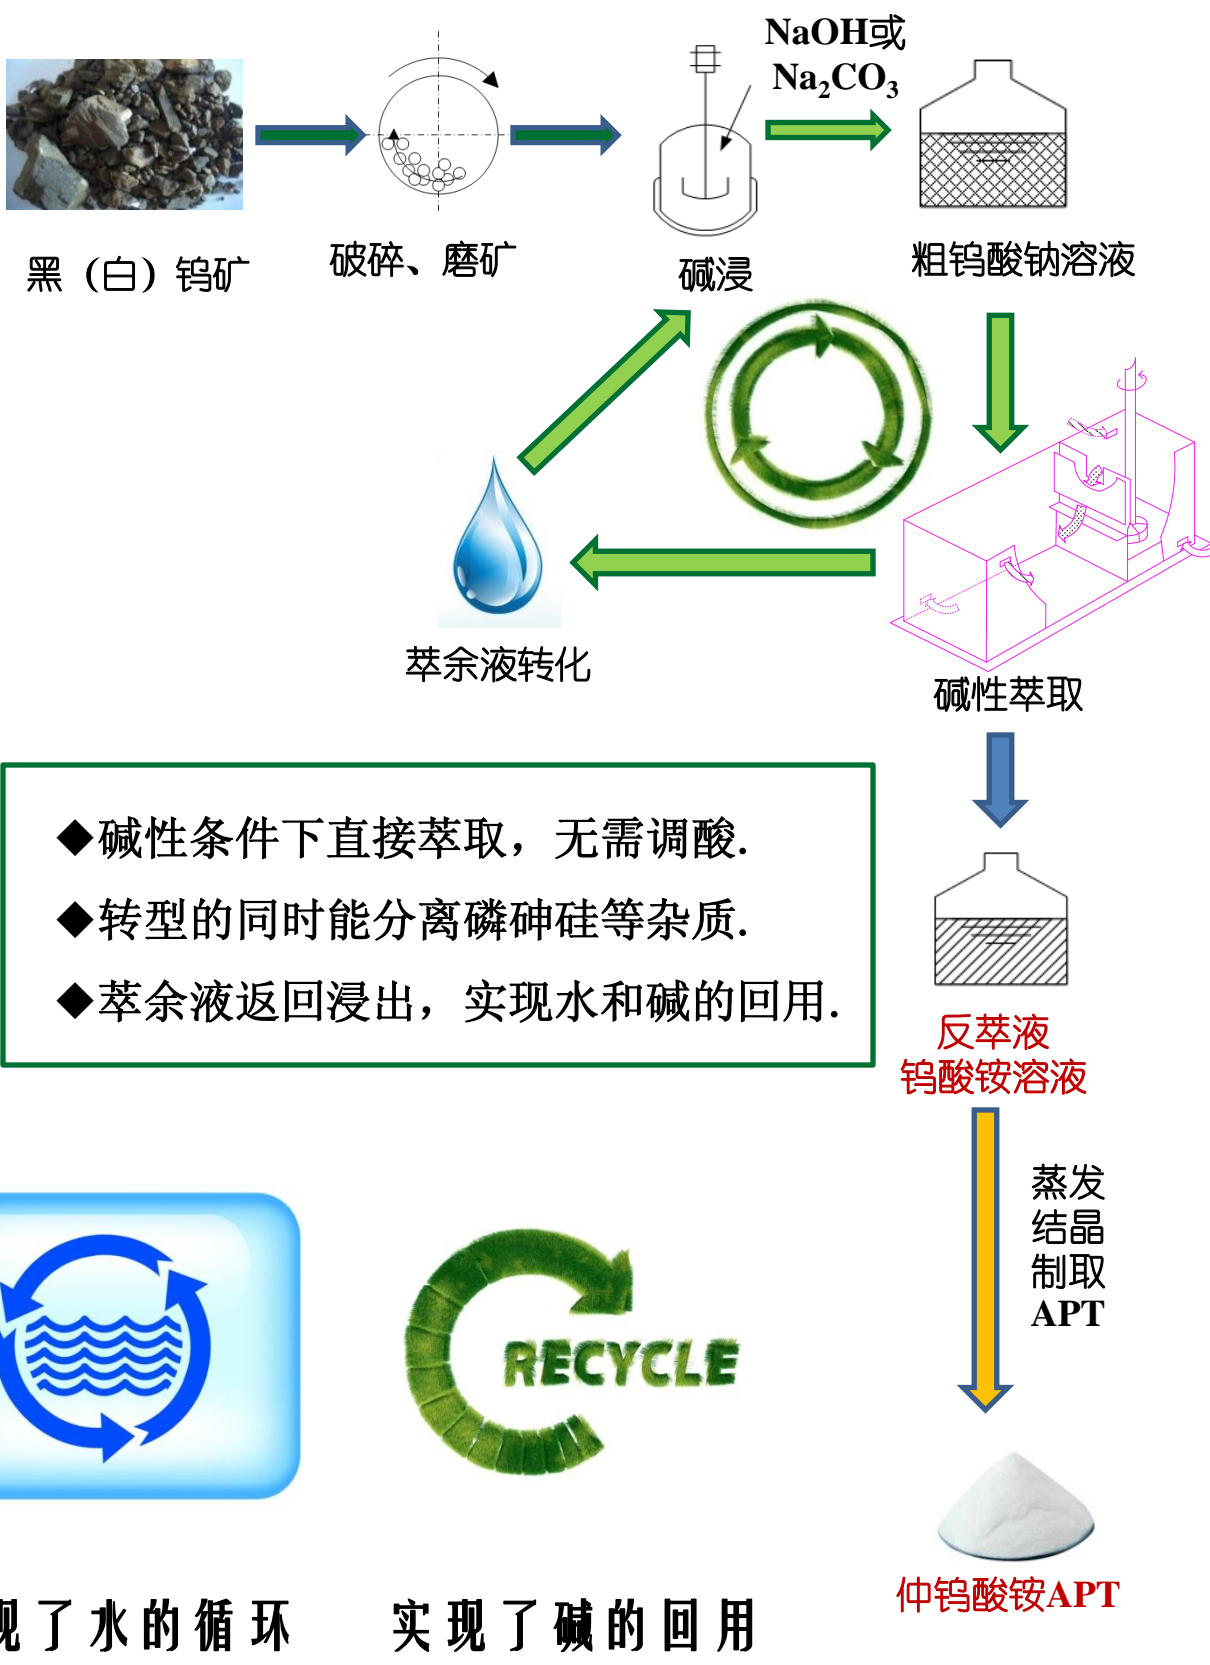 NaOH或
Na₂CO₃
黑（白）钨矿
破碎、磨矿
碱浸
粗钨酸钠溶液
萃余液转化
碱性萃取
◆碱性条件下直接萃取，无需调酸.
◆转型的同时能分离磷砷硅等杂质.
◆萃余液返回浸出，实现水和碱的回用.
反萃液
钨酸铵溶液
蒸发
结晶
制取
APT
RECYCLE
仲钨酸铵APT
现了水的循环
实现了碱的回用